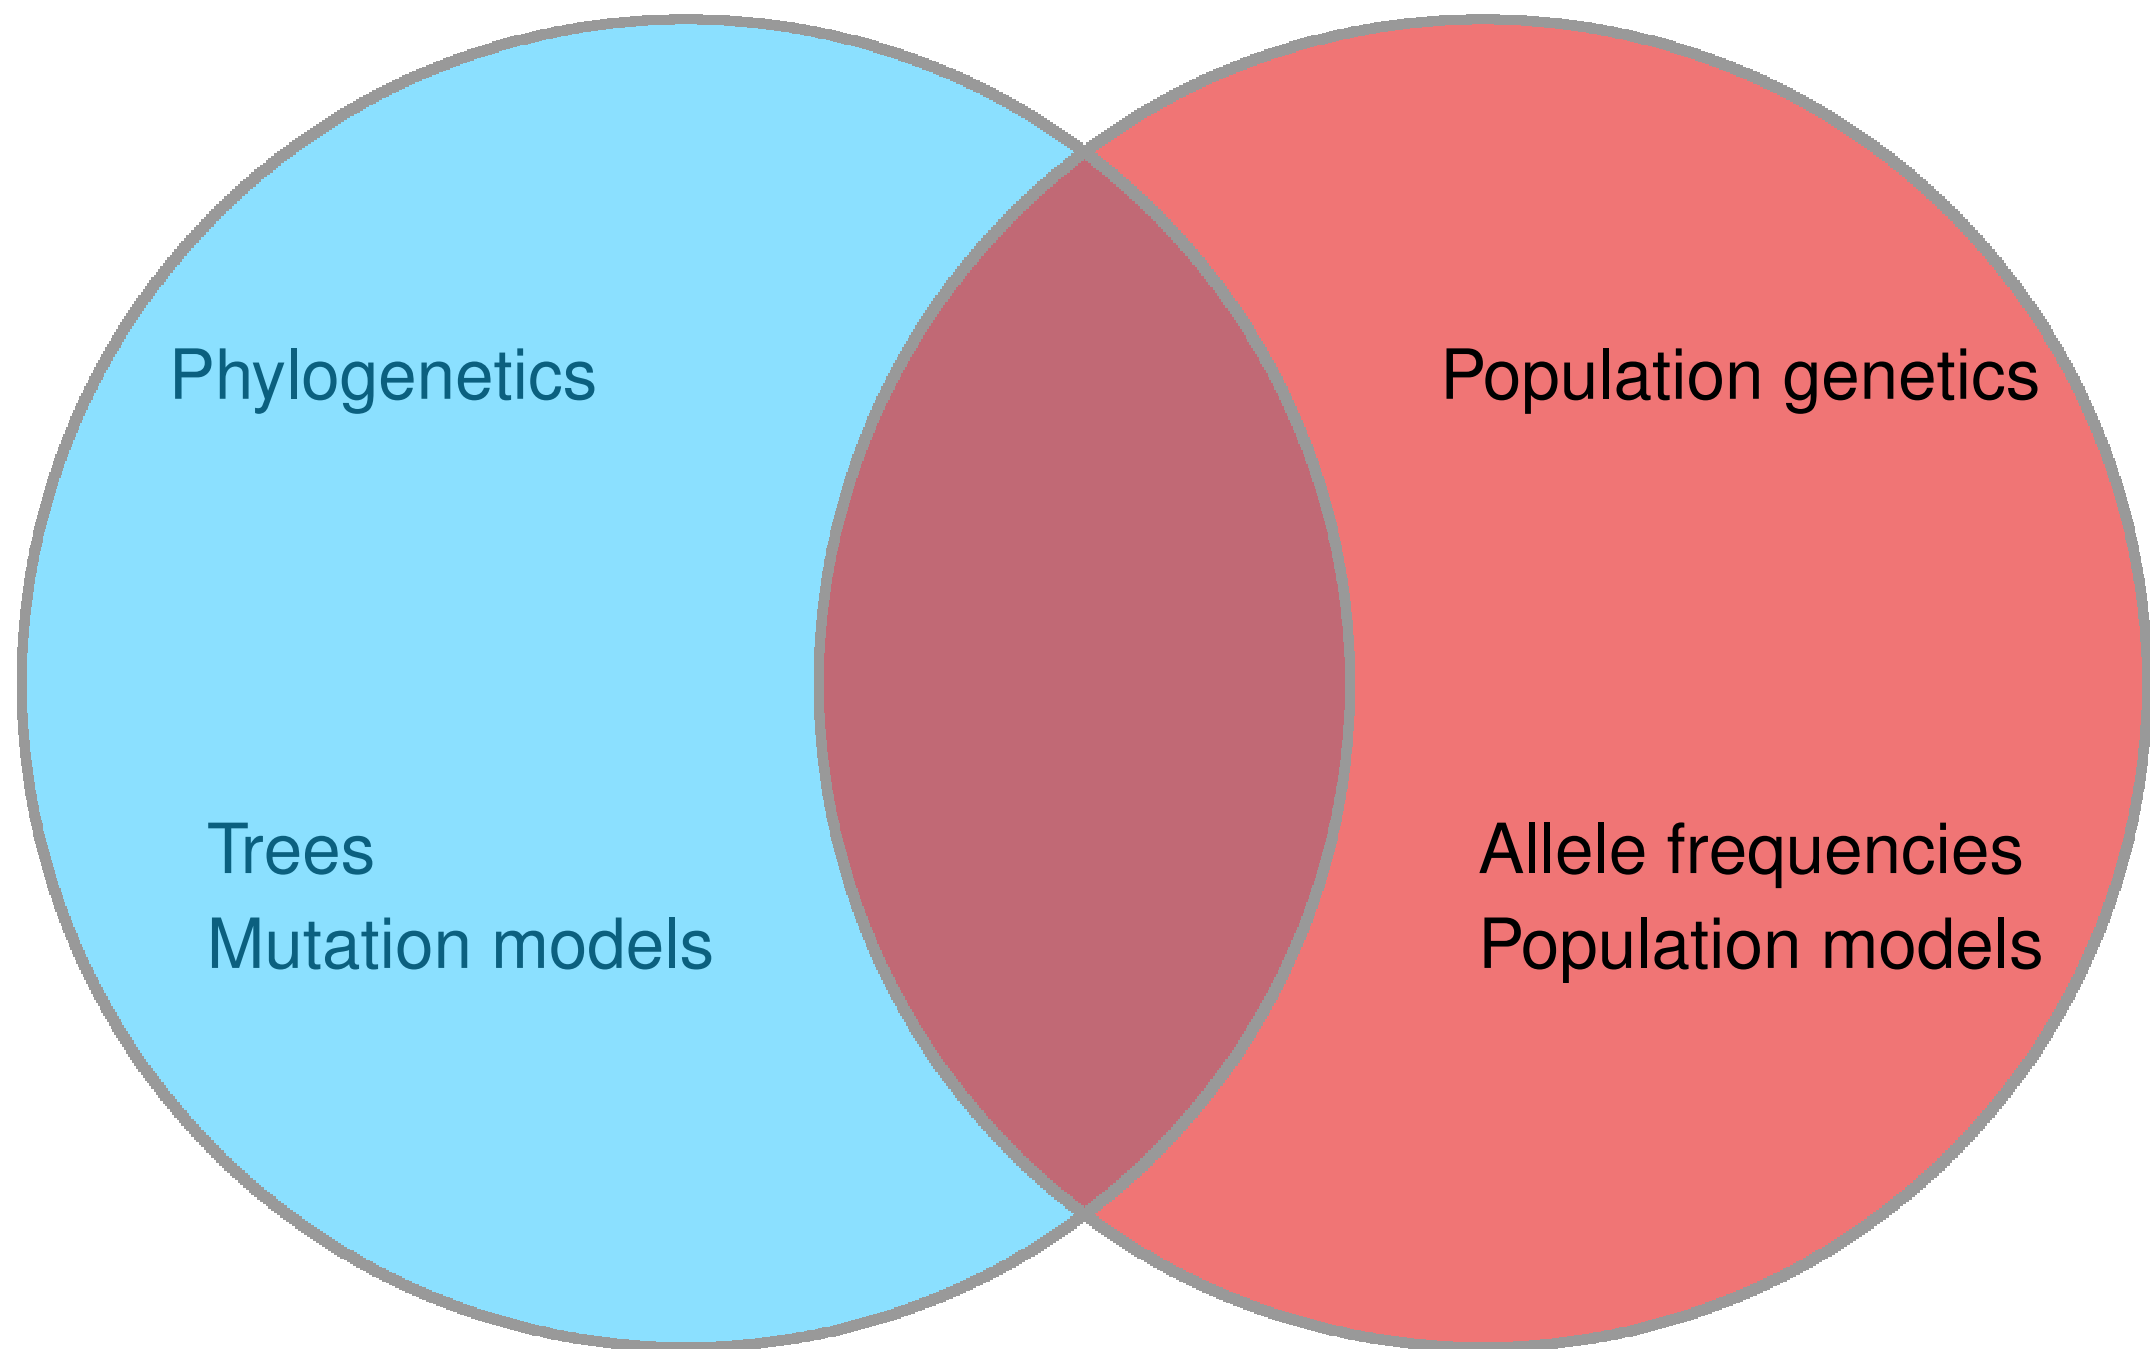 Phylogenetics
Trees
Mutation models
Population genetics
Allele frequencies
Population models